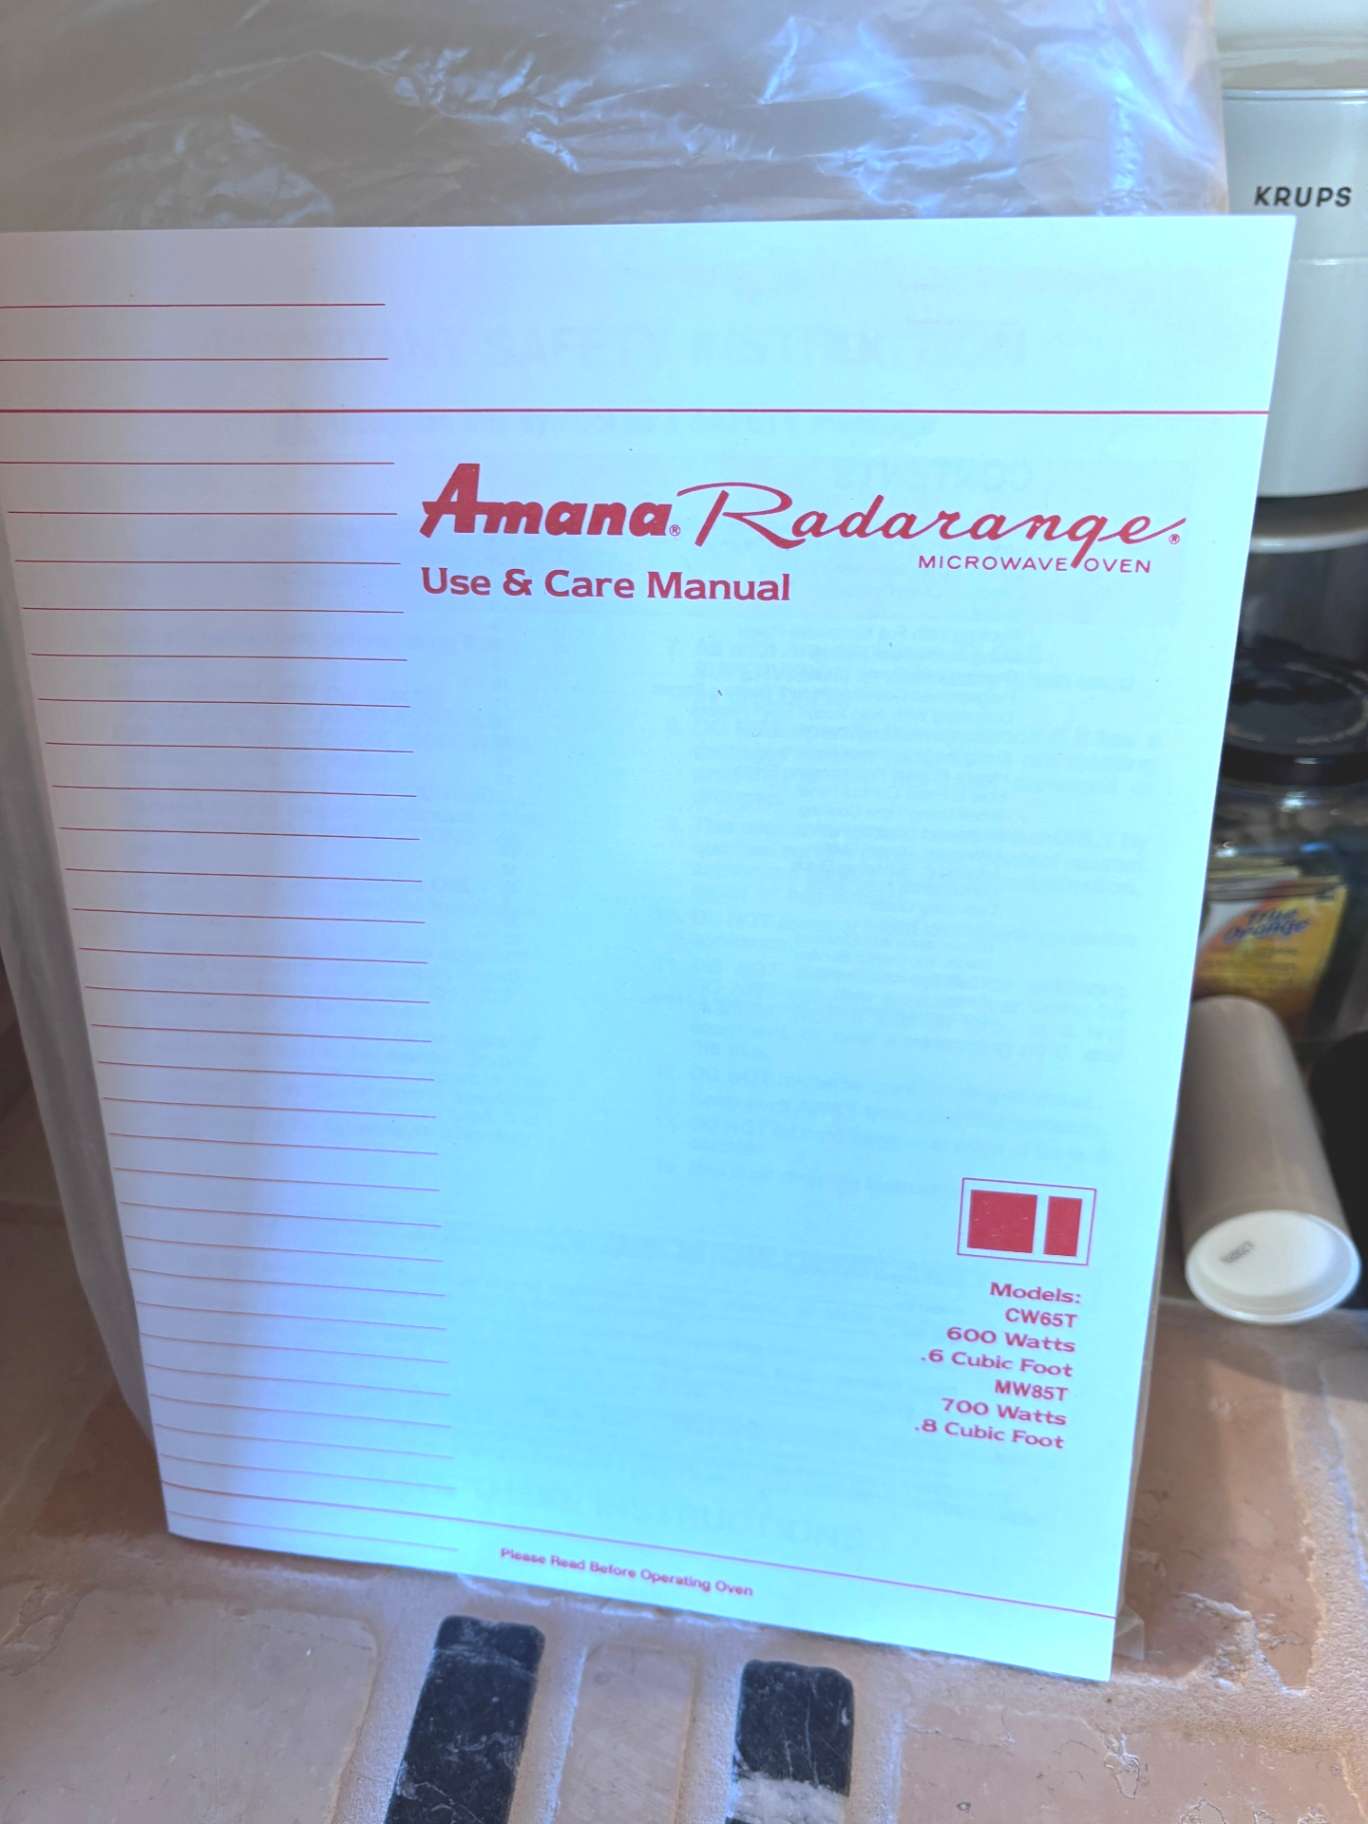 KRUPS
Amana® Radarange®
MICROWAVE OVEN
Use & Care Manual
Models:
CW65T
600 Watts
.6 Cubic Foot
MW85T
700 Watts
.8 Cubic Foot
Please Read Before Operating Oven